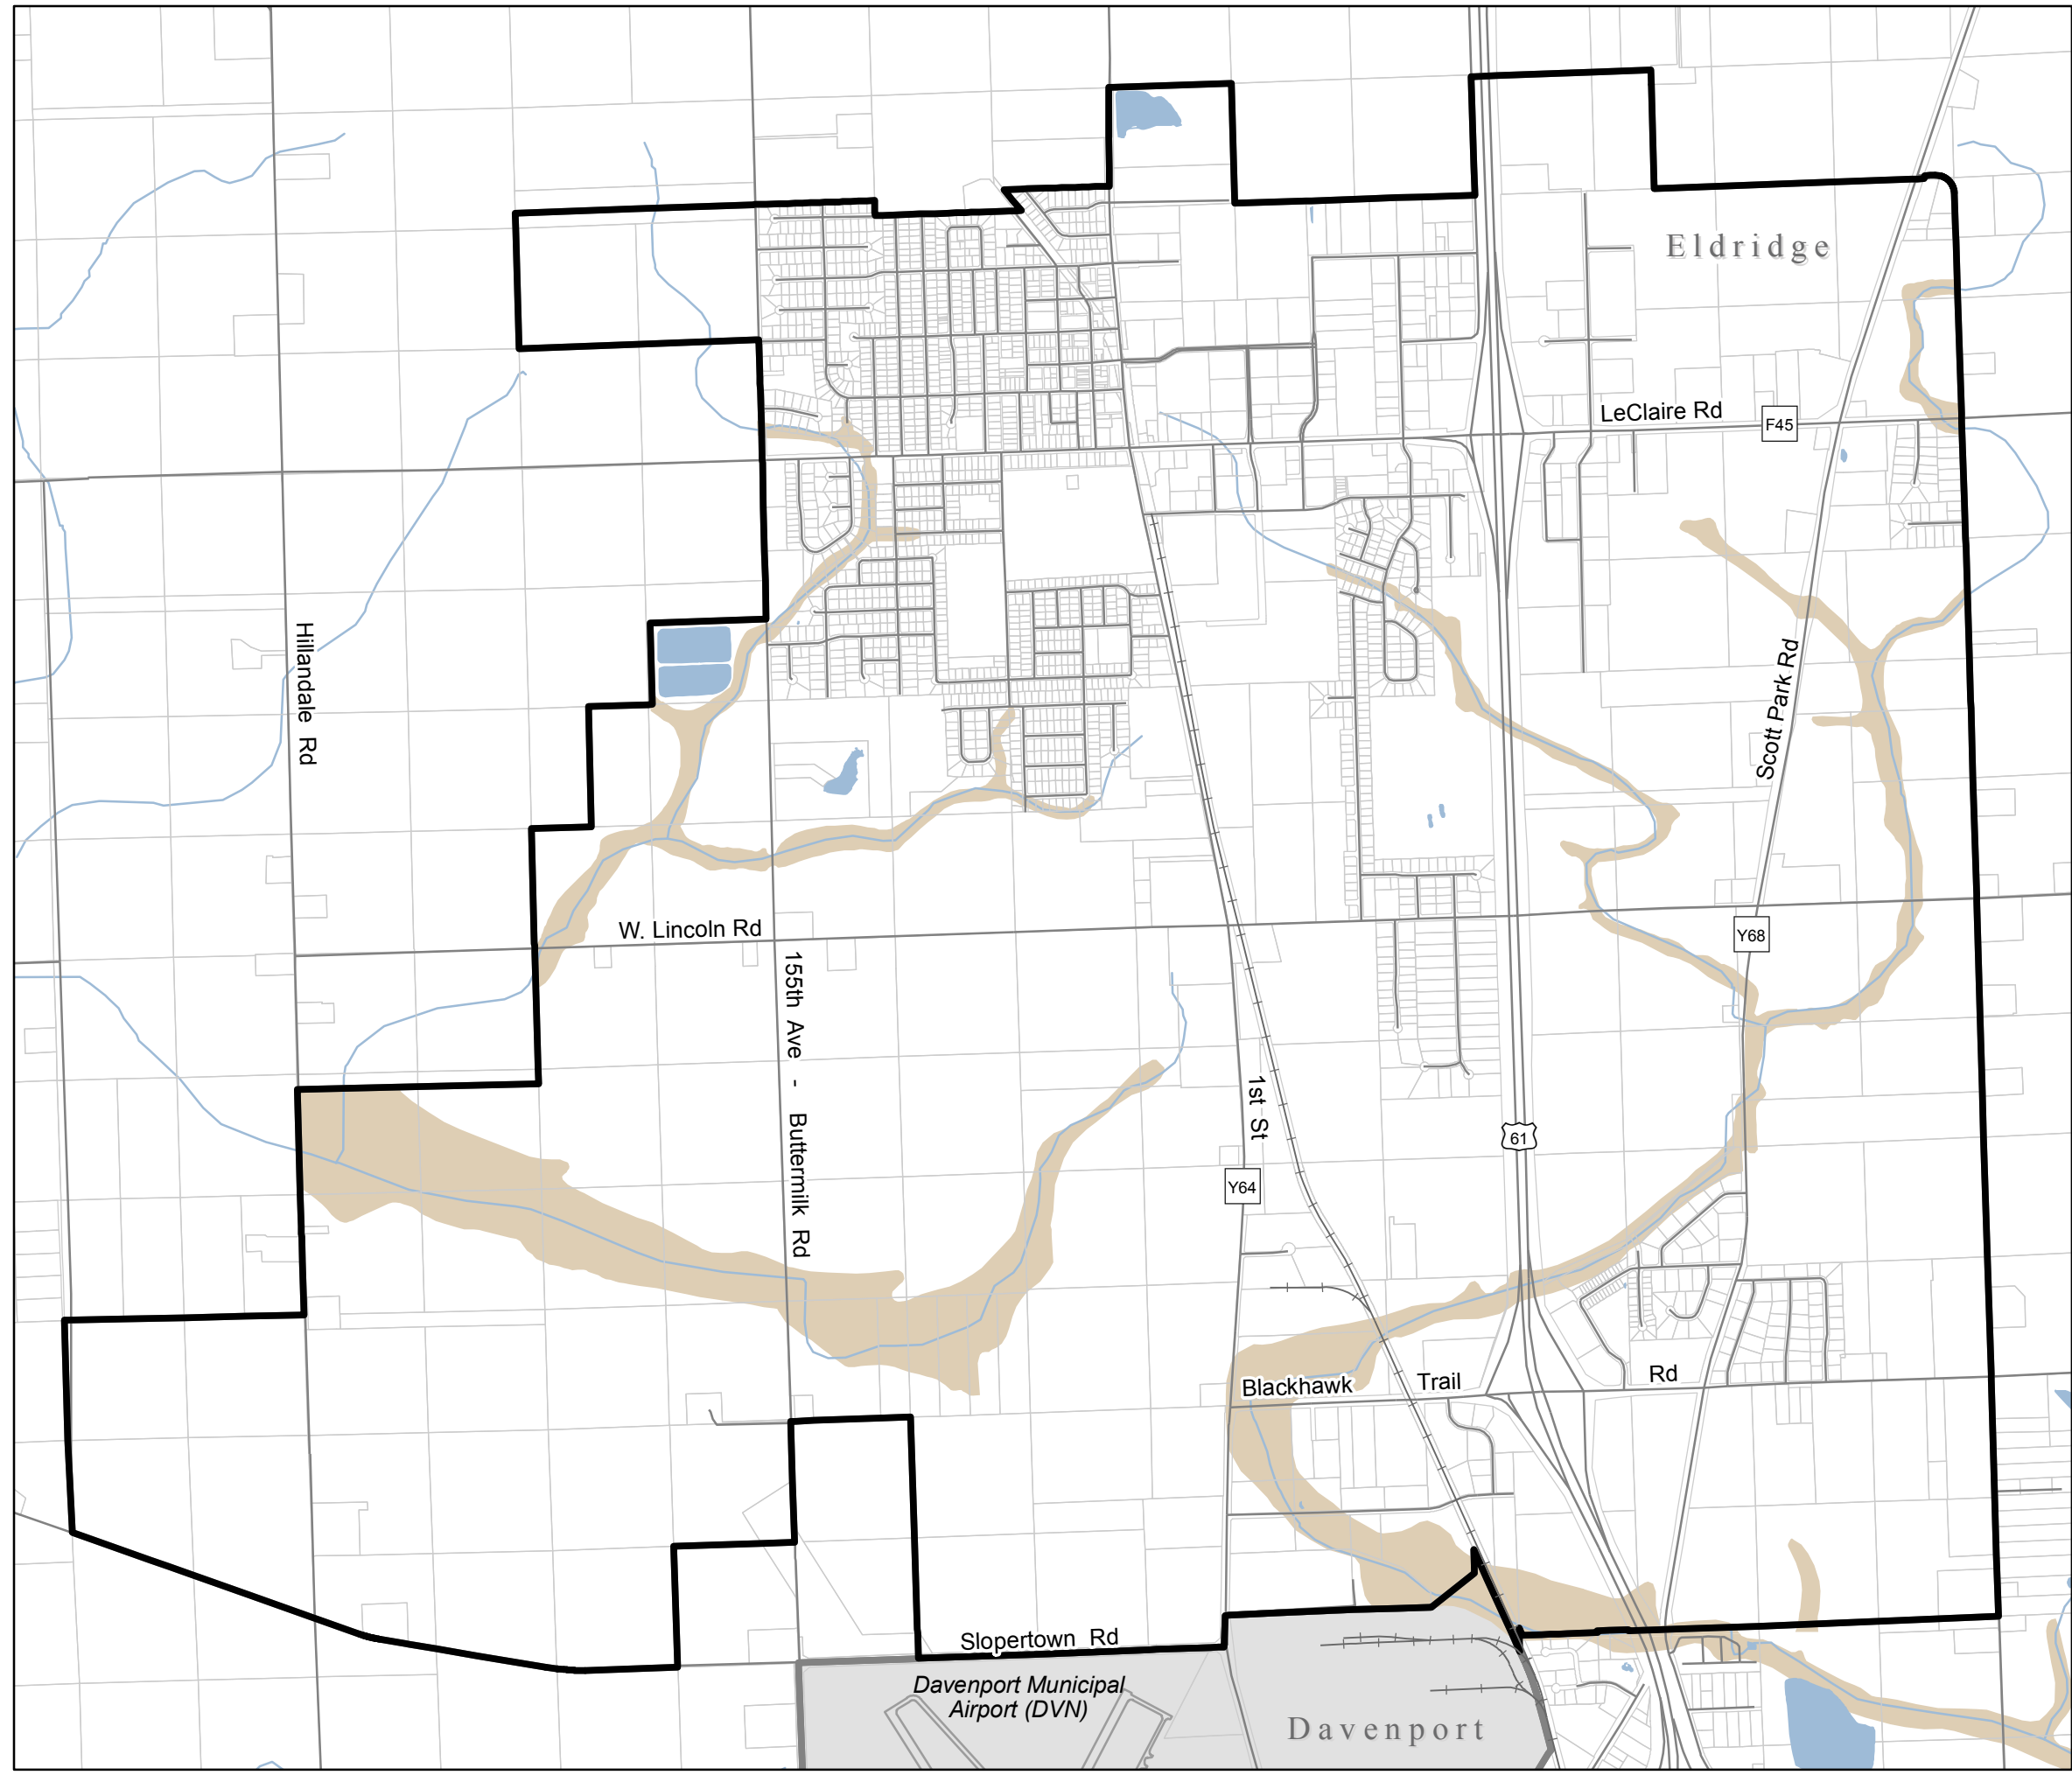 Eldridge
LeClaire Rd
F45
Hillandale Rd
Scott Park Rd
W. Lincoln Rd
Y68
155th Ave - Buttermilk Rd
1st St
61
Y64
Blackhawk Trail Rd
Slopertown Rd
Davenport Municipal
Airport (DVN)
Davenport